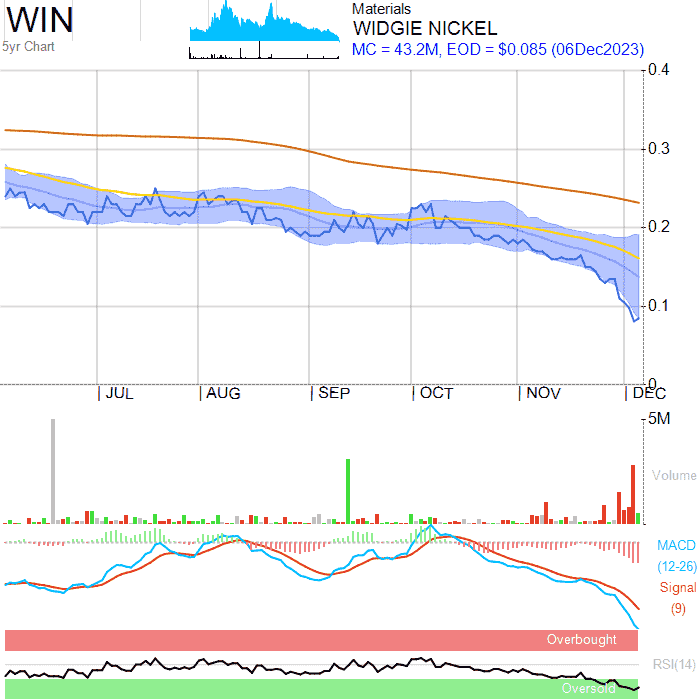 WIN
5yr Chart
Materials
WIDGIE NICKEL
MC = 43.2M, EOD = $0.085 (06Dec2023)
0.4
0.3
0.2
0.1
0
JUL AUG SEP OCT NOV DEC
5M
Volume
MACD
(12-26)
Signal
(9)
Overbought
RSI(14)
Oversold